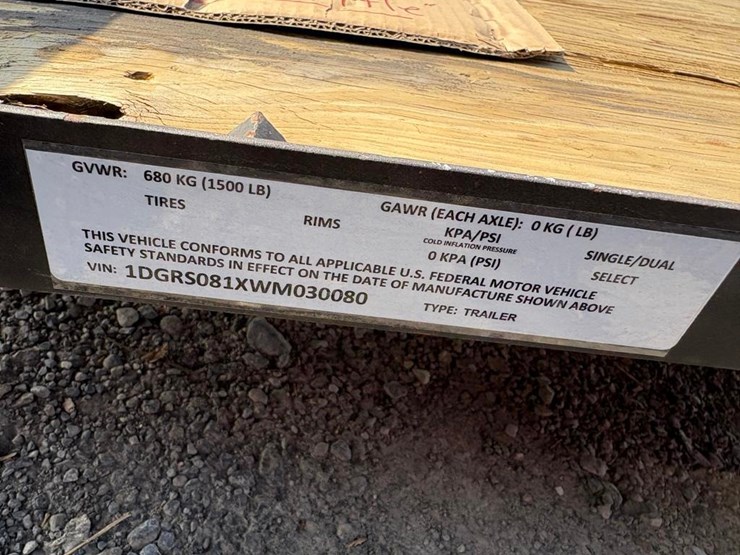 GVWR: 680 KG (1500 LB)
GAWR (EACH AXLE): 0 KG ( LB)
TIRES
RIMS
KPA/PSI
COLD INFLATION PRESSURE
SINGLE/DUAL
0 KPA (PSI)
SELECT
THIS VEHICLE CONFORMS TO ALL APPLICABLE U.S. FEDERAL MOTOR VEHICLE
SAFETY STANDARDS IN EFFECT ON THE DATE OF MANUFACTURE SHOWN ABOVE
VIN: 1DGRS081XWM030080
TYPE: TRAILER